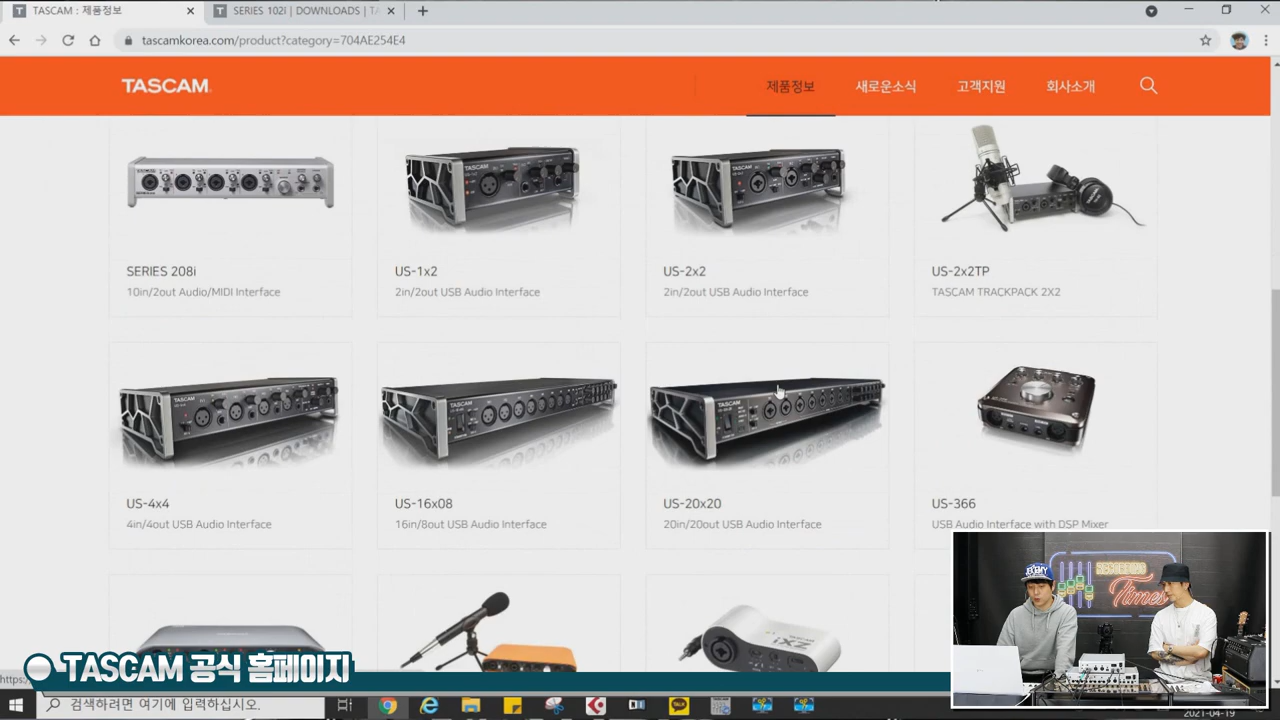 TASCAM : 제품정보
SERIES 102i | DOWNLOADS | TA
tascamkorea.com/product?category=704AE254E4
TASCAM
제품정보
새로운소식
고객지원
회사소개
SERIES 208i
10in/2out Audio/MIDI Interface
US-1x2
2in/2out USB Audio Interface
US-2x2
2in/2out USB Audio Interface
US-2x2TP
TASCAM TRACKPACK 2X2
US-4x4
4in/4out USB Audio Interface
US-16x08
16in/8out USB Audio Interface
US-20x20
20in/20out USB Audio Interface
US-366
USB Audio Interface with DSP Mixer
iXZ
Times
TASCAM 공식 홈페이지
https:
검색하려면 여기에 입력하십시오.
TALK
2021-04-19